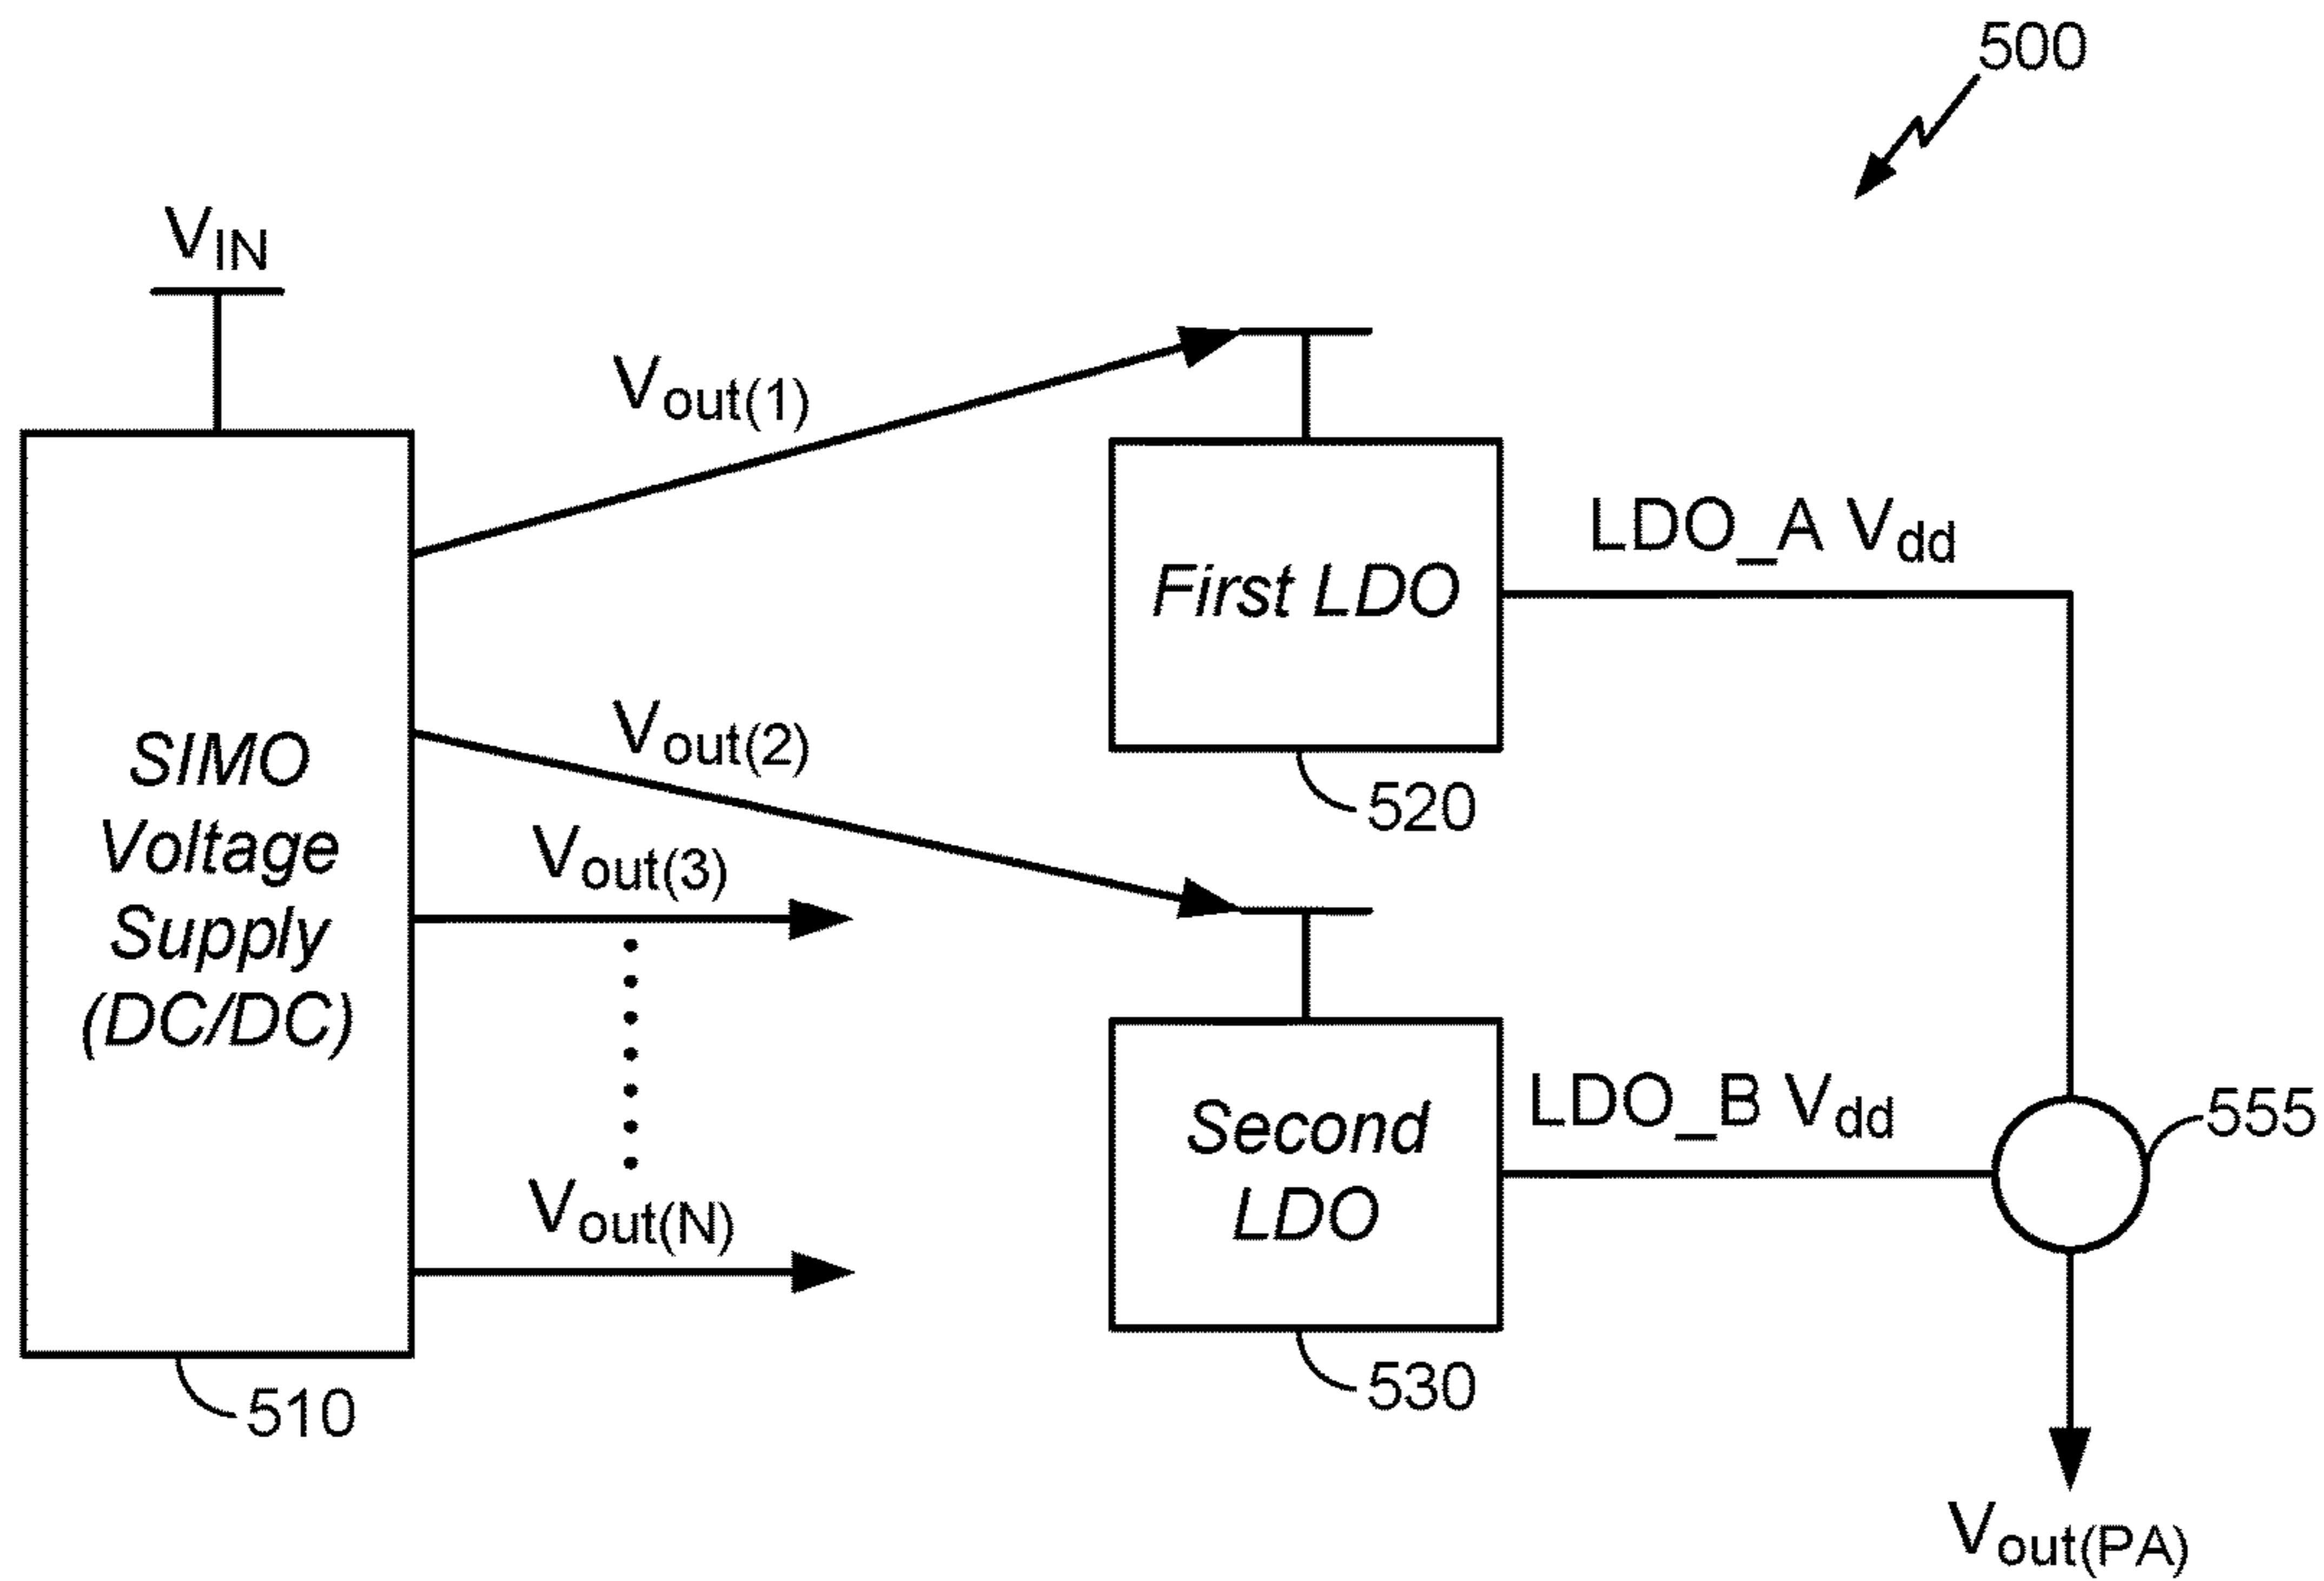 500
VIN
Vout(1)
First LDO
LDO_A Vdd
520
Vout(2)
SIMO
Voltage
Supply
(DC/DC)
Vout(3)
Vout(N)
Second
LDO
LDO_B Vdd
555
530
510
Vout(PA)